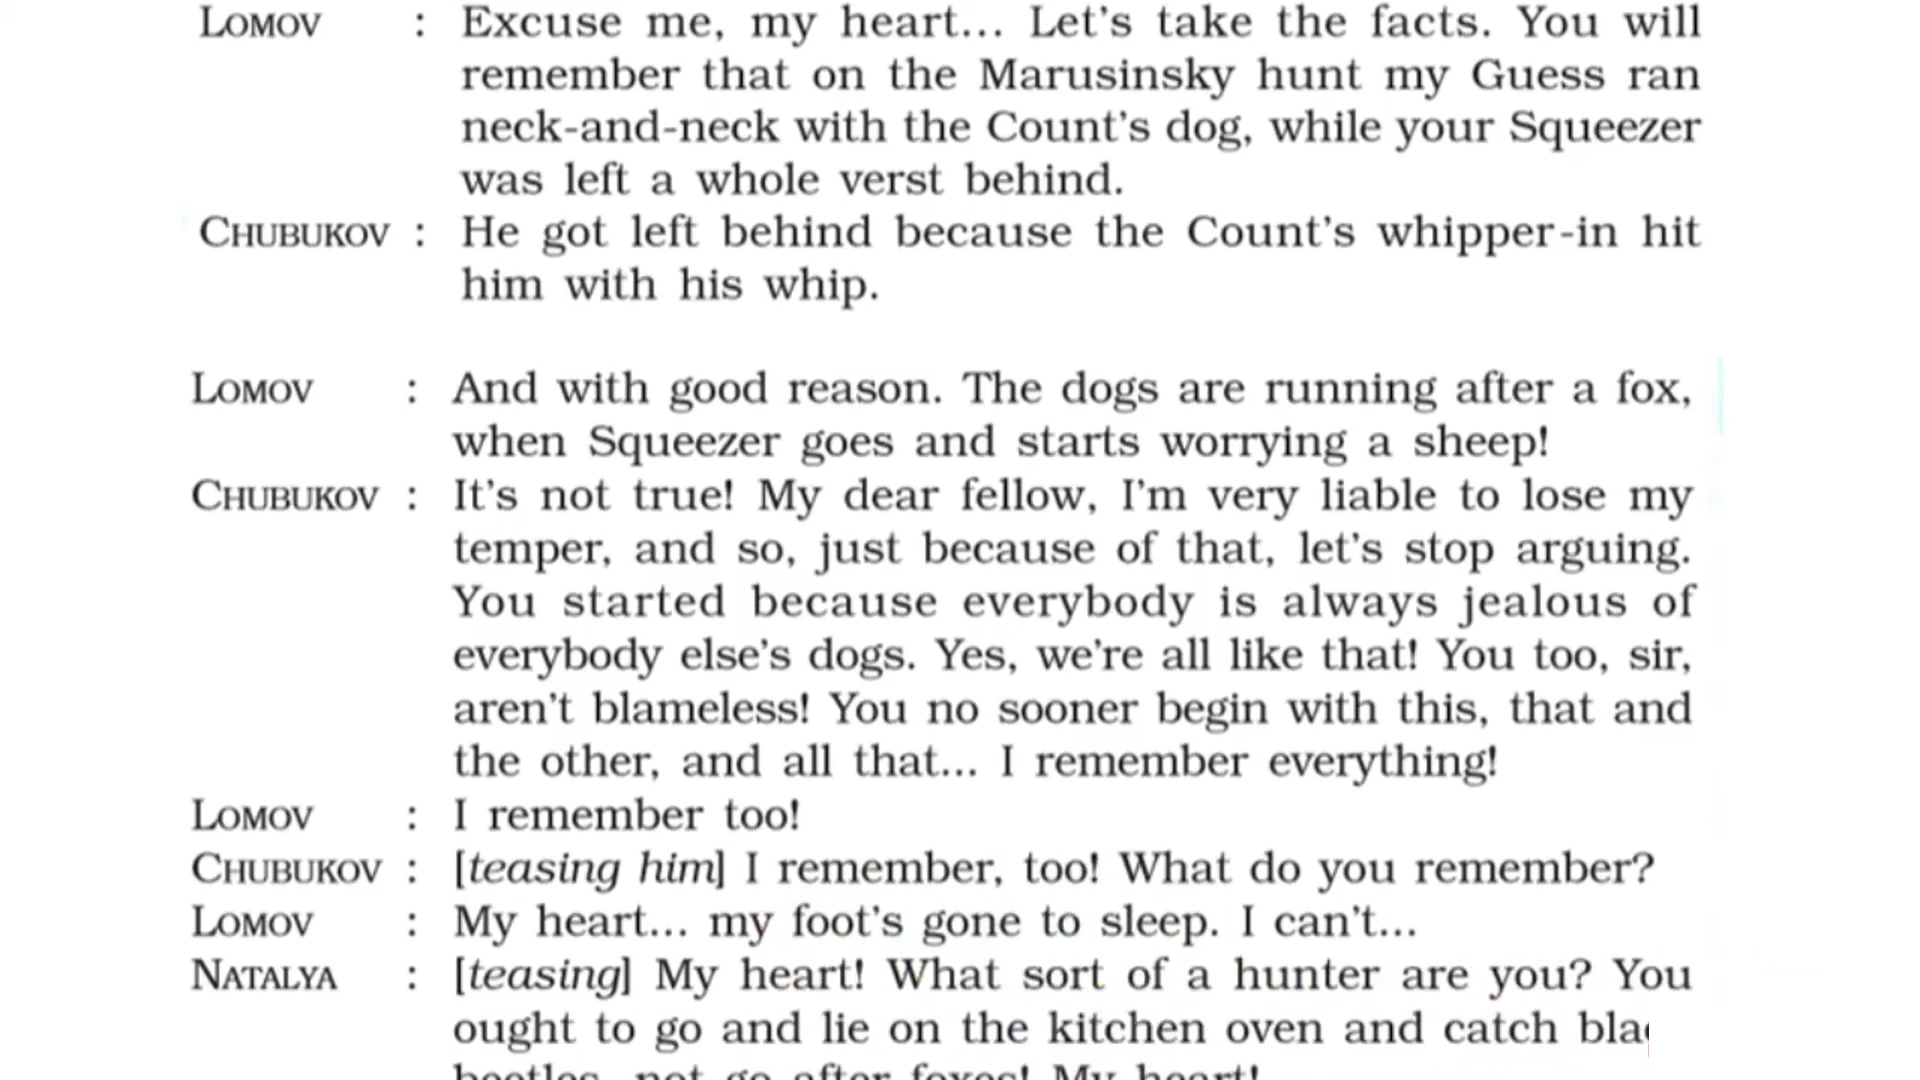 LOMOV : Excuse me, my heart... Let's take the facts. You will
remember that on the Marusinsky hunt my Guess ran
neck-and-neck with the Count's dog, while your Squeezer
was left a whole verst behind.
CHUBUKOV : He got left behind because the Count's whipper-in hit
him with his whip.
LOMOV : And with good reason. The dogs are running after a fox,
when Squeezer goes and starts worrying a sheep!
CHUBUKOV : It's not true! My dear fellow, I'm very liable to lose my
temper, and so, just because of that, let's stop arguing.
You started because everybody is always jealous of
everybody else's dogs. Yes, we're all like that! You too, sir,
aren't blameless! You no sooner begin with this, that and
the other, and all that... I remember everything!
LOMOV : I remember too!
CHUBUKOV : [teasing him] I remember, too! What do you remember?
LOMOV : My heart... my foot's gone to sleep. I can't...
NATALYA : [teasing] My heart! What sort of a hunter are you? You
ought to go and lie on the kitchen oven and catch
beetles, not go after foxes! My heart!